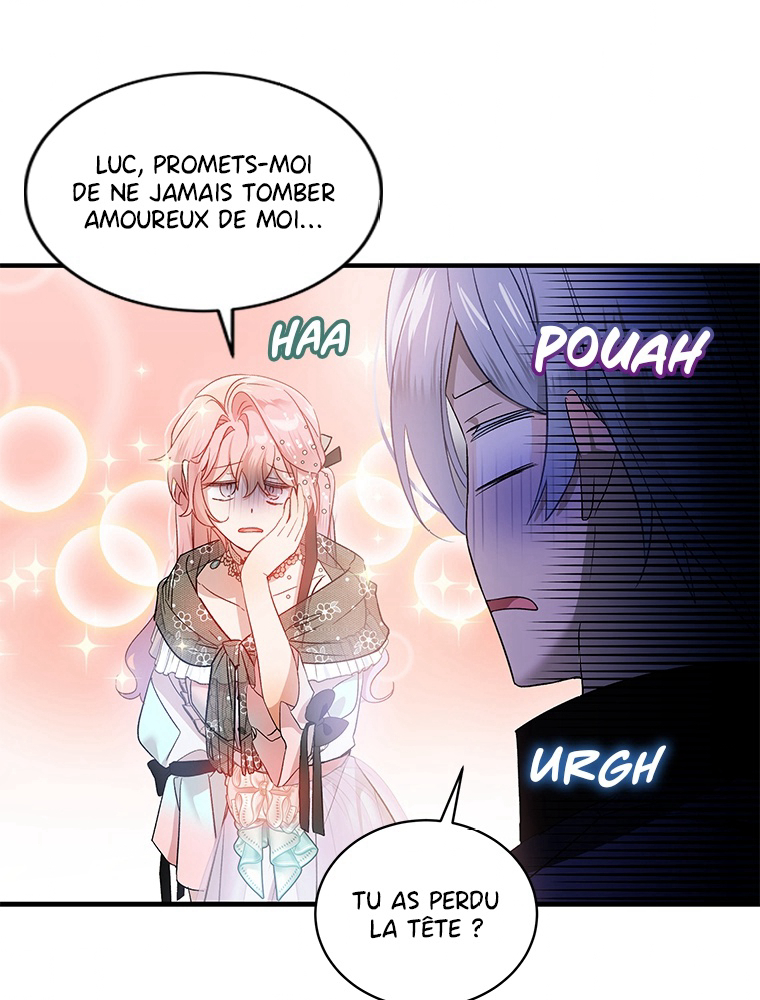 LUC, PROMETS-MOI
DE NE JAMAIS TOMBER
AMOUREUX DE MOI...
HAA
POUAH
URGH
TU AS PERDU
LA TÊTE ?